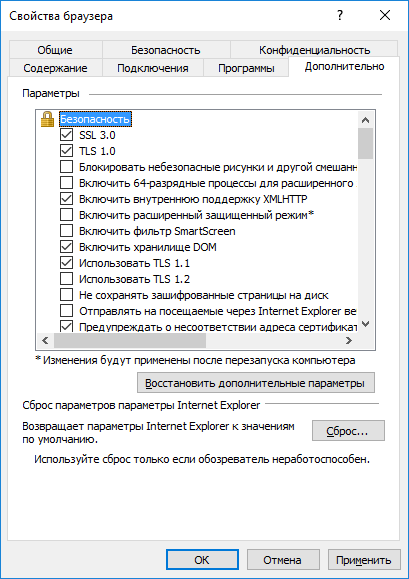 Свойства браузера
Общие Безопасность Конфиденциальность
Содержание Подключения Программы Дополнительно
Параметры
Безопасность
SSL 3.0
TLS 1.0
Блокировать небезопасные рисунки и другой смешанн
Включить 64-разрядные процессы для расширенного
Включить внутреннюю поддержку XMLHTTP
Включить расширенный защищенный режим*
Включить фильтр SmartScreen
Включить хранилище DOM
Использовать TLS 1.1
Использовать TLS 1.2
Не сохранять зашифрованные страницы на диск
Отправлять на посещаемые через Internet Explorer ве
Предупреждать о несоответствии адреса сертификат
*Изменения будут применены после перезапуска компьютера
Восстановить дополнительные параметры
Сброс параметров параметры Internet Explorer
Возвращает параметры Internet Explorer к значениям
по умолчанию.
Сброс...
Используйте сброс только если обозреватель неработоспособен.
ОК Отмена Применить